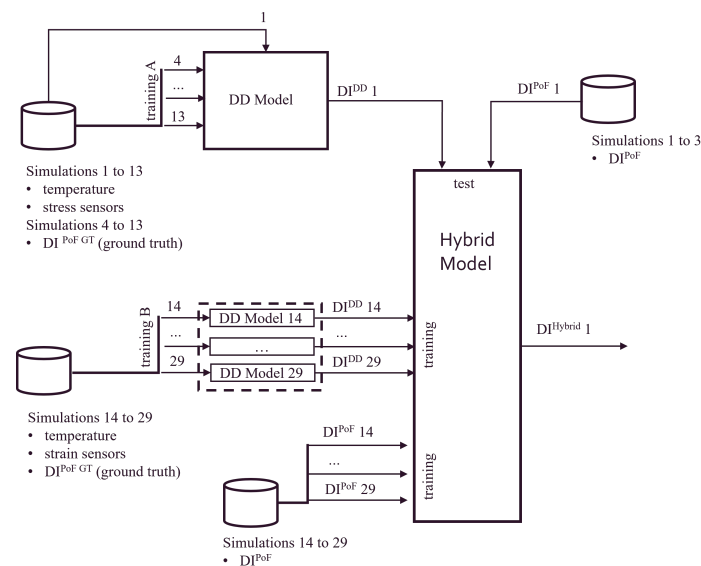 1
training A
4
...
13
DD Model
DI^DD 1
DI^PoF 1
Simulations 1 to 3
• DI^PoF
Simulations 1 to 13
• temperature
• stress sensors
Simulations 4 to 13
• DI ^PoF GT (ground truth)
test
Hybrid
Model
training B
14
...
29
DD Model 14
...
DD Model 29
DI^DD 14
...
DI^DD 29
training
DI^Hybrid 1
Simulations 14 to 29
• temperature
• strain sensors
• DI^PoF GT (ground truth)
DI^PoF 14
...
DI^PoF 29
training
Simulations 14 to 29
• DI^PoF